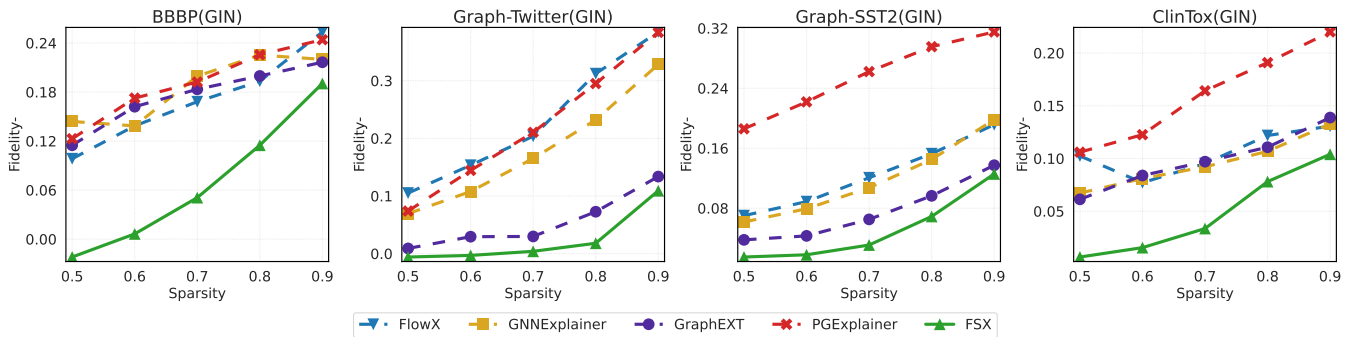 BBBP(GIN)
Fidelity-
0.24
0.18
0.12
0.06
0.00
0.5 0.6 0.7 0.8 0.9
Sparsity
Graph-Twitter(GIN)
Fidelity-
0.3
0.2
0.1
0.0
0.5 0.6 0.7 0.8 0.9
Sparsity
Graph-SST2(GIN)
Fidelity-
0.32
0.24
0.16
0.08
0.5 0.6 0.7 0.8 0.9
Sparsity
ClinTox(GIN)
Fidelity-
0.20
0.15
0.10
0.05
0.5 0.6 0.7 0.8 0.9
Sparsity
FlowX GNNExplainer GraphEXT PGExplainer FSX